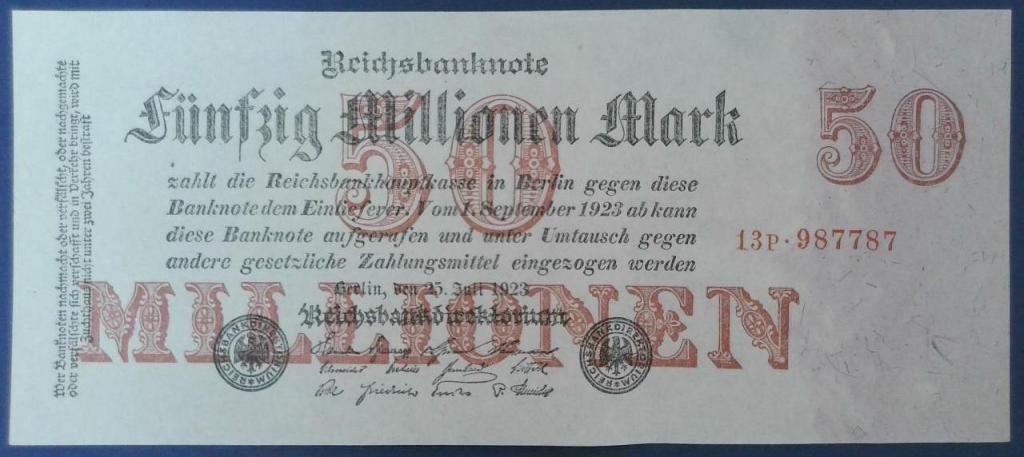 Reichsbanknote
Fünfzig Millionen Mark
50
50
zahlt die Reichsbankhauptkasse in Berlin gegen diese
Banknote dem Einlieferer. Vom 1. September 1923 ab kann
diese Banknote aufgerufen und unter Umtausch gegen
andere gesetzliche Zahlungsmittel eingezogen werden
13P·987787
Berlin, den 25. Juli 1923
MILLIONEN
Reichsbankdirektorium
REICHSBANKDIREKTORIUM
REICHSBANKDIREKTORIUM
Wer Banknoten nachmacht oder verfälscht, oder nachgemachte
oder verfälschte sich verschafft und in Verkehr bringt, wird mit
Zuchthaus nicht unter zwei Jahren bestraft